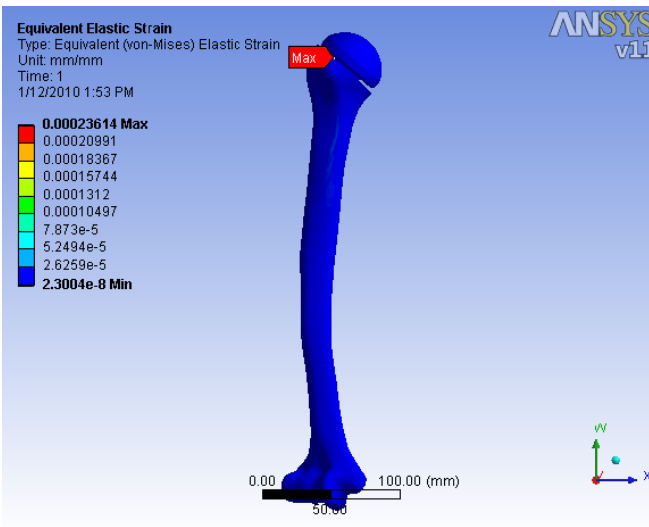 Equivalent Elastic Strain
Type: Equivalent (von-Mises) Elastic Strain
Unit: mm/mm
Time: 1
1/12/2010 1:53 PM
0.00023614 Max
0.00020991
0.00018367
0.00015744
0.0001312
0.00010497
7.873e-5
5.2494e-5
2.6259e-5
2.3004e-8 Min
Max
ANSYS
v11
0.00
100.00 (mm)
50.00
X